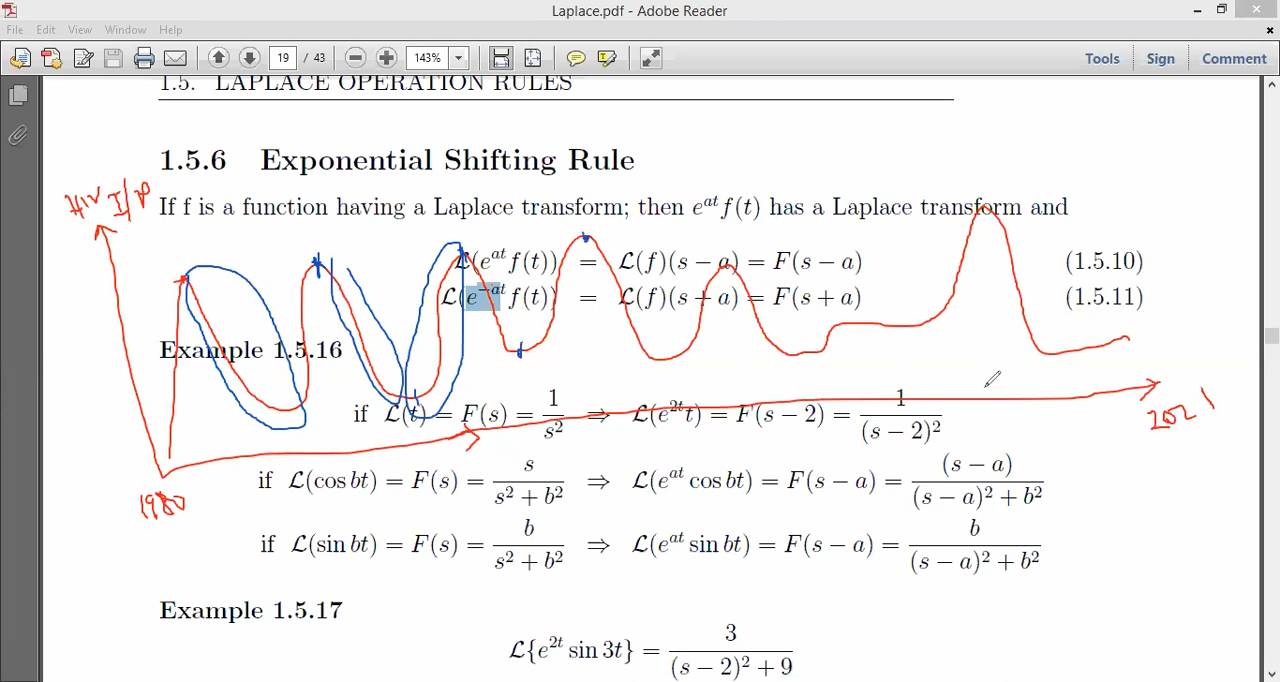 Laplace.pdf - Adobe Reader
File Edit View Window Help
19 / 43 143% Tools Sign Comment
1.5. LAPLACE OPERATION RULES
1.5.6 Exponential Shifting Rule
HIV I/P
If f is a function having a Laplace transform; then e^{at} f(t) has a Laplace transform and
ℒ(e^{at} f(t)) = ℒ(f)(s − a) = F(s − a) (1.5.10)
ℒ(e^{−at} f(t)) = ℒ(f)(s + a) = F(s + a) (1.5.11)
Example 1.5.16
if ℒ(t) = F(s) = 1/s² ⇒ ℒ(e^{2t} t) = F(s − 2) = 1/(s − 2)²
2021
if ℒ(cos bt) = F(s) = s/(s² + b²) ⇒ ℒ(e^{at} cos bt) = F(s − a) = (s − a)/((s − a)² + b²)
1980
if ℒ(sin bt) = F(s) = b/(s² + b²) ⇒ ℒ(e^{at} sin bt) = F(s − a) = b/((s − a)² + b²)
Example 1.5.17
ℒ{e^{2t} sin 3t} = 3/((s − 2)² + 9)